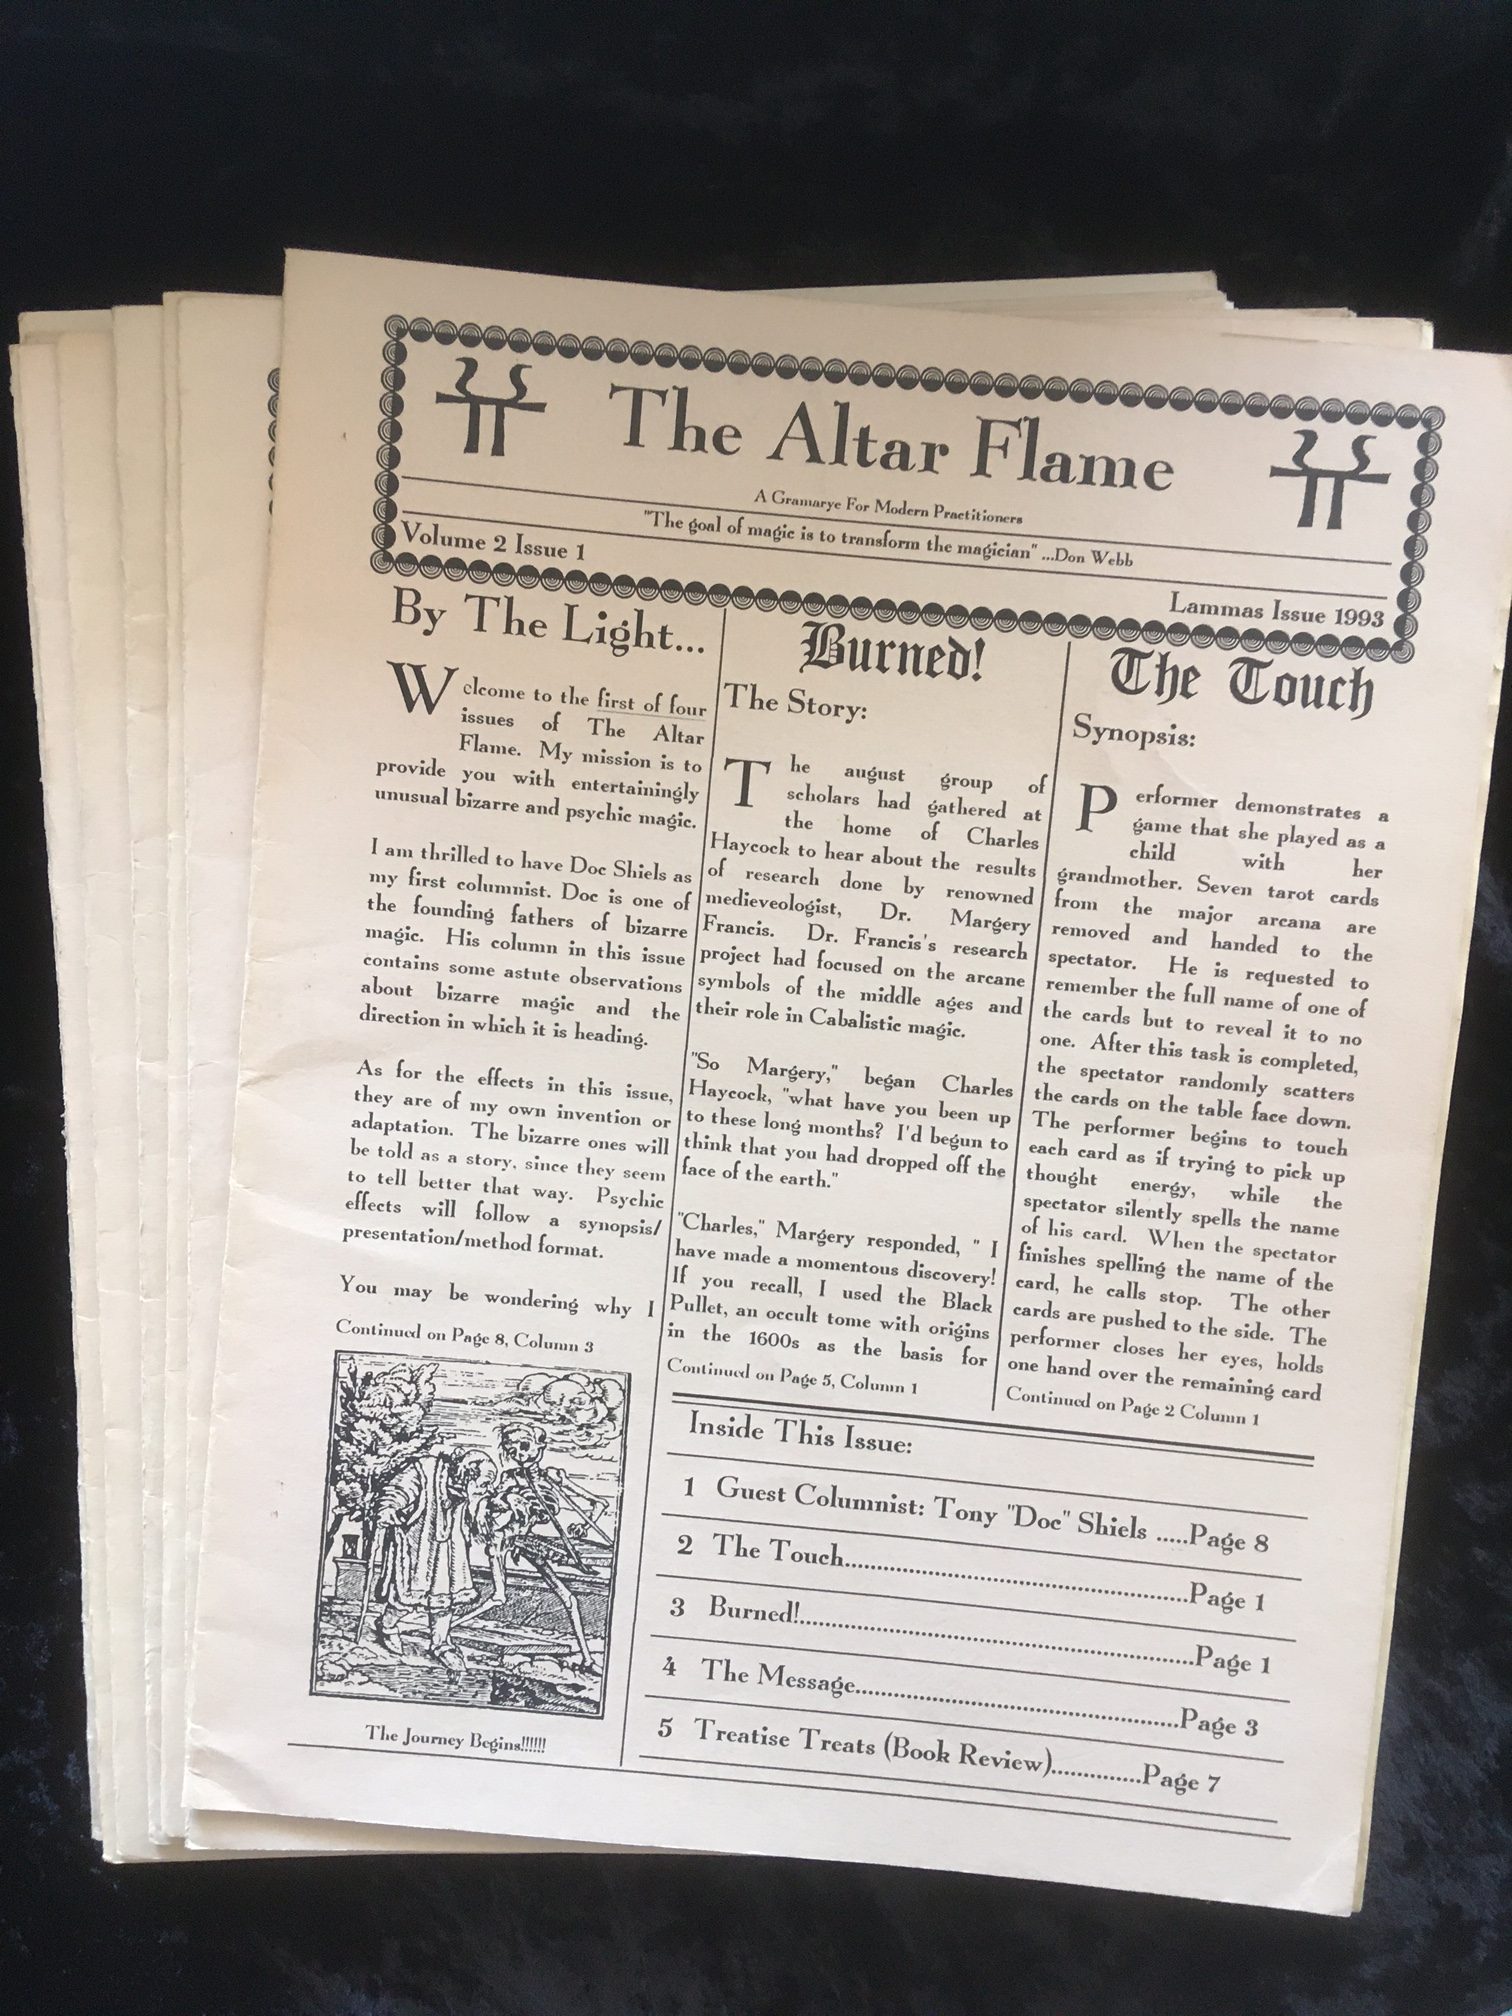 The Altar Flame
A Gramarye For Modern Practitioners
"The goal of magic is to transform the magician" ...Don Webb
Volume 2 Issue 1
Lammas Issue 1993
By The Light...
Welcome to the first of four
issues of The Altar
Flame. My mission is to
provide you with entertainingly
unusual bizarre and psychic magic.
I am thrilled to have Doc Shiels as
my first columnist. Doc is one of
the founding fathers of bizarre
magic. His column in this issue
contains some astute observations
about bizarre magic and the
direction in which it is heading.
As for the effects in this issue,
they are of my own invention or
adaptation. The bizarre ones will
be told as a story, since they seem
to tell better that way. Psychic
effects will follow a synopsis/
presentation/method format.
You may be wondering why I
Continued on Page 8, Column 3
The Journey Begins!!!!!!
Burned!
The Story:
The august group of
scholars had gathered at
the home of Charles
Haycock to hear about the results
of research done by renowned
medieveologist, Dr. Margery
Francis. Dr. Francis's research
project had focused on the arcane
symbols of the middle ages and
their role in Cabalistic magic.
"So Margery," began Charles
Haycock, "what have you been up
to these long months? I'd begun to
think that you had dropped off the
face of the earth."
"Charles," Margery responded, " I
have made a momentous discovery!
If you recall, I used the Black
Pullet, an occult tome with origins
in the 1600s as the basis for
Continued on Page 5, Column 1
The Touch
Synopsis:
Performer demonstrates a
game that she played as a
child with her
grandmother. Seven tarot cards
from the major arcana are
removed and handed to the
spectator. He is requested to
remember the full name of one of
the cards but to reveal it to no
one. After this task is completed,
the spectator randomly scatters
the cards on the table face down.
The performer begins to touch
each card as if trying to pick up
thought energy, while the
spectator silently spells the name
of his card. When the spectator
finishes spelling the name of the
card, he calls stop. The other
cards are pushed to the side. The
performer closes her eyes, holds
one hand over the remaining card
Continued on Page 2 Column 1
Inside This Issue:
1 Guest Columnist: Tony "Doc" Shiels .....Page 8
2 The Touch..................................................Page 1
3 Burned!.......................................................Page 1
4 The Message..............................................Page 3
5 Treatise Treats (Book Review)..............Page 7